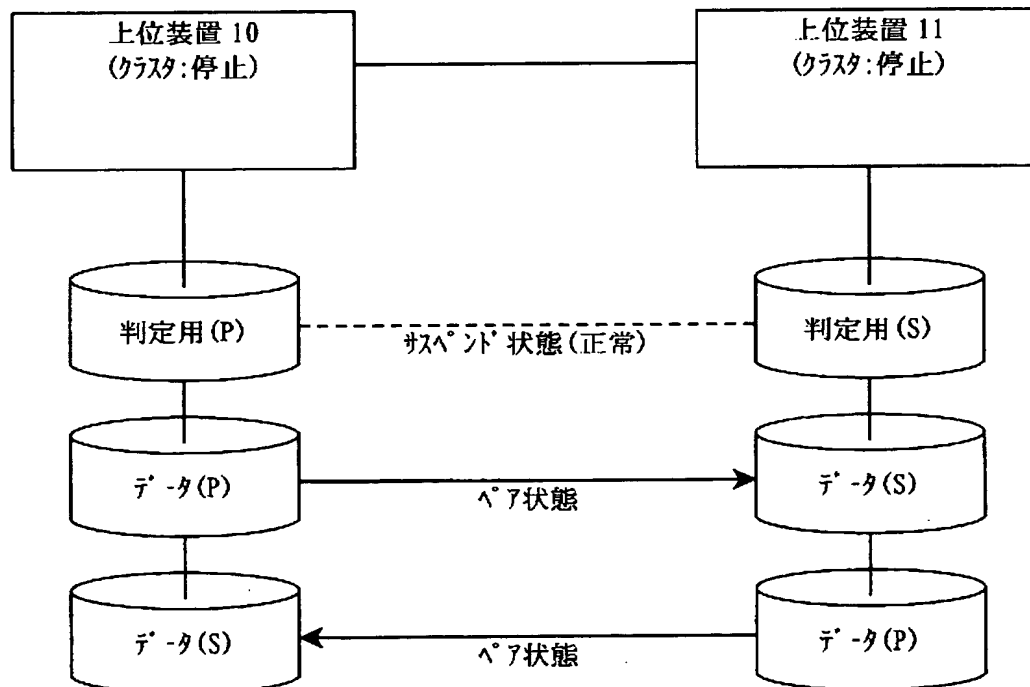 上位装置 10
(クラスタ:停止)
上位装置 11
(クラスタ:停止)
判定用(P)
サスペンド状態(正常)
判定用(S)
データ(P)
ペア状態
データ(S)
データ(S)
ペア状態
データ(P)